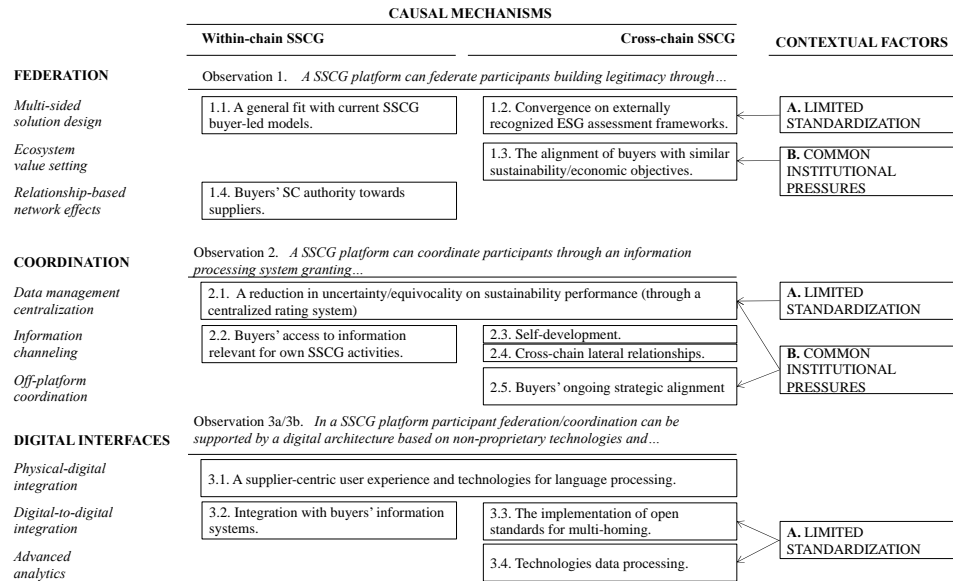 CAUSAL MECHANISMS
Within-chain SSCG
Cross-chain SSCG
CONTEXTUAL FACTORS
FEDERATION
Observation 1. A SSCG platform can federate participants building legitimacy through…
Multi-sided
solution design
1.1. A general fit with current SSCG
buyer-led models.
1.2. Convergence on externally
recognized ESG assessment frameworks.
A. LIMITED
STANDARDIZATION
Ecosystem
value setting
1.3. The alignment of buyers with similar
sustainability/economic objectives.
B. COMMON
INSTITUTIONAL
PRESSURES
Relationship-based
network effects
1.4. Buyers' SC authority towards
suppliers.
COORDINATION
Observation 2. A SSCG platform can coordinate participants through an information
processing system granting…
Data management
centralization
2.1. A reduction in uncertainty/equivocality on sustainability performance (through a
centralized rating system)
A. LIMITED
STANDARDIZATION
Information
channeling
2.2. Buyers' access to information
relevant for own SSCG activities.
2.3. Self-development.
2.4. Cross-chain lateral relationships.
B. COMMON
INSTITUTIONAL
PRESSURES
Off-platform
coordination
2.5. Buyers' ongoing strategic alignment
DIGITAL INTERFACES
Observation 3a/3b. In a SSCG platform participant federation/coordination can be
supported by a digital architecture based on non-proprietary technologies and…
Physical-digital
integration
3.1. A supplier-centric user experience and technologies for language processing.
Digital-to-digital
integration
3.2. Integration with buyers' information
systems.
3.3. The implementation of open
standards for multi-homing.
A. LIMITED
STANDARDIZATION
Advanced
analytics
3.4. Technologies data processing.